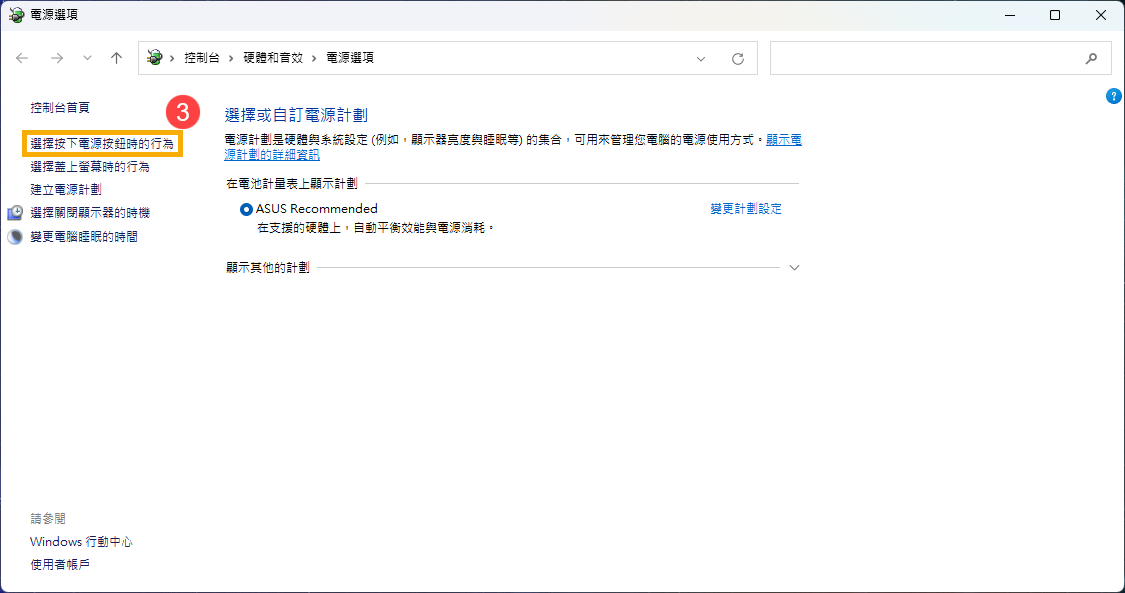 電源選項
控制台 > 硬體和音效 > 電源選項
控制台首頁
3
選擇按下電源按鈕時的行為
選擇蓋上螢幕時的行為
建立電源計劃
選擇關閉顯示器的時機
變更電腦睡眠的時間
選擇或自訂電源計劃
電源計劃是硬體與系統設定 (例如，顯示器亮度與睡眠等) 的集合，可用來管理您電腦的電源使用方式。顯示電
源計劃的詳細資訊
在電池計量表上顯示計劃
ASUS Recommended 變更計劃設定
在支援的硬體上，自動平衡效能與電源消耗。
顯示其他的計劃
請參閱
Windows 行動中心
使用者帳戶
?